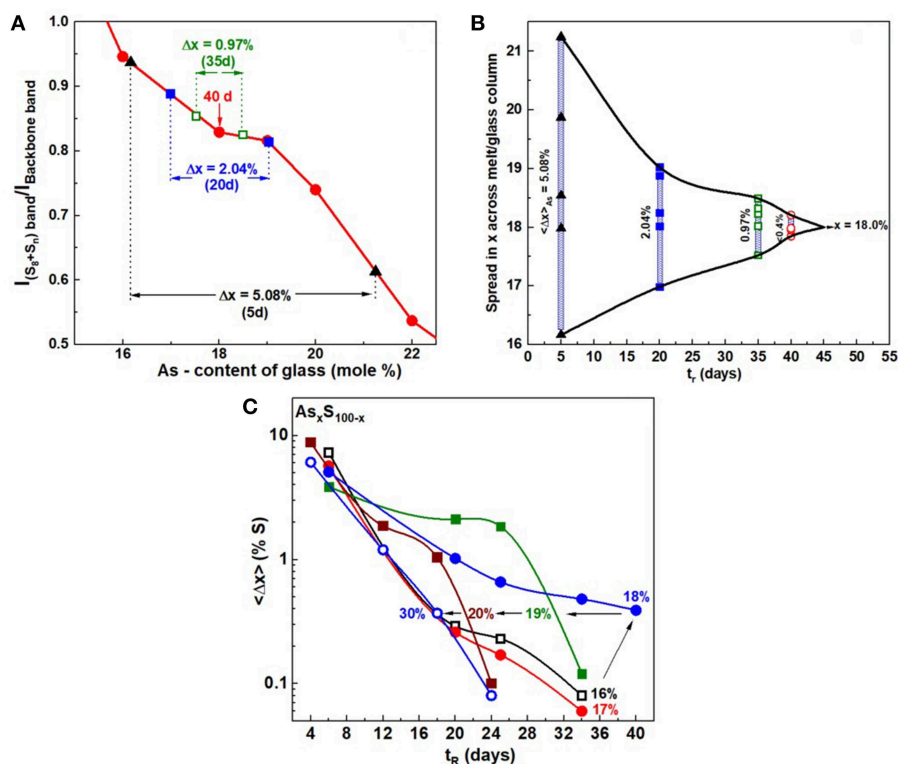 A
1.0
0.9
0.8
0.7
0.6
0.5
I(S8+Sn) band/IBackbone band
Δx = 0.97%
(35d)
40 d
Δx = 2.04%
(20d)
Δx = 5.08%
(5d)
16 18 20 22
As - content of glass (mole %)
B
21
20
19
18
17
16
Spread in x across melt/glass column
<Δx>As = 5.08%
2.04%
0.97%
<0.4%
x = 18.0%
0 5 10 15 20 25 30 35 40 45 50 55
tr (days)
C
AsxS100-x
10
1
0.1
<Δx> (% S)
30%
20%
19%
18%
16%
17%
4 8 12 16 20 24 28 32 36 40
tR (days)